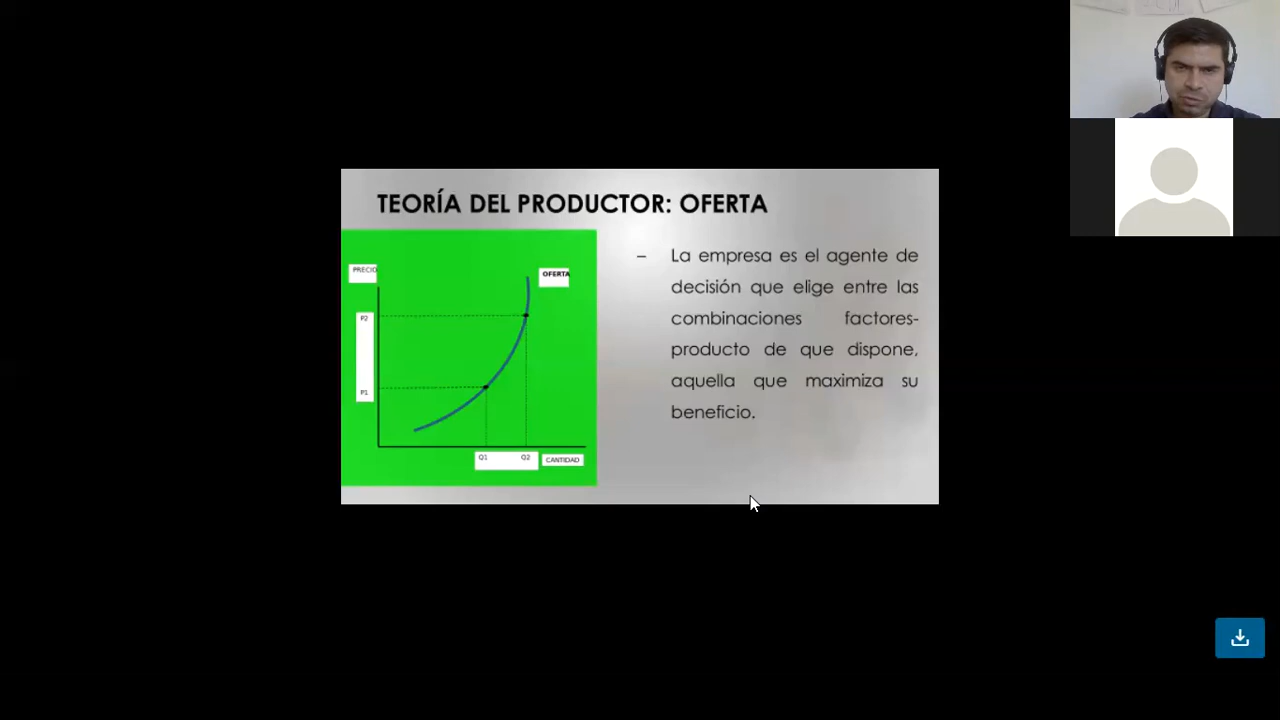 TEORÍA DEL PRODUCTOR: OFERTA
PRECIO
OFERTA
P2
P1
Q1 Q2 CANTIDAD
– La empresa es el agente de
decisión que elige entre las
combinaciones factores-
producto de que dispone,
aquella que maximiza su
beneficio.